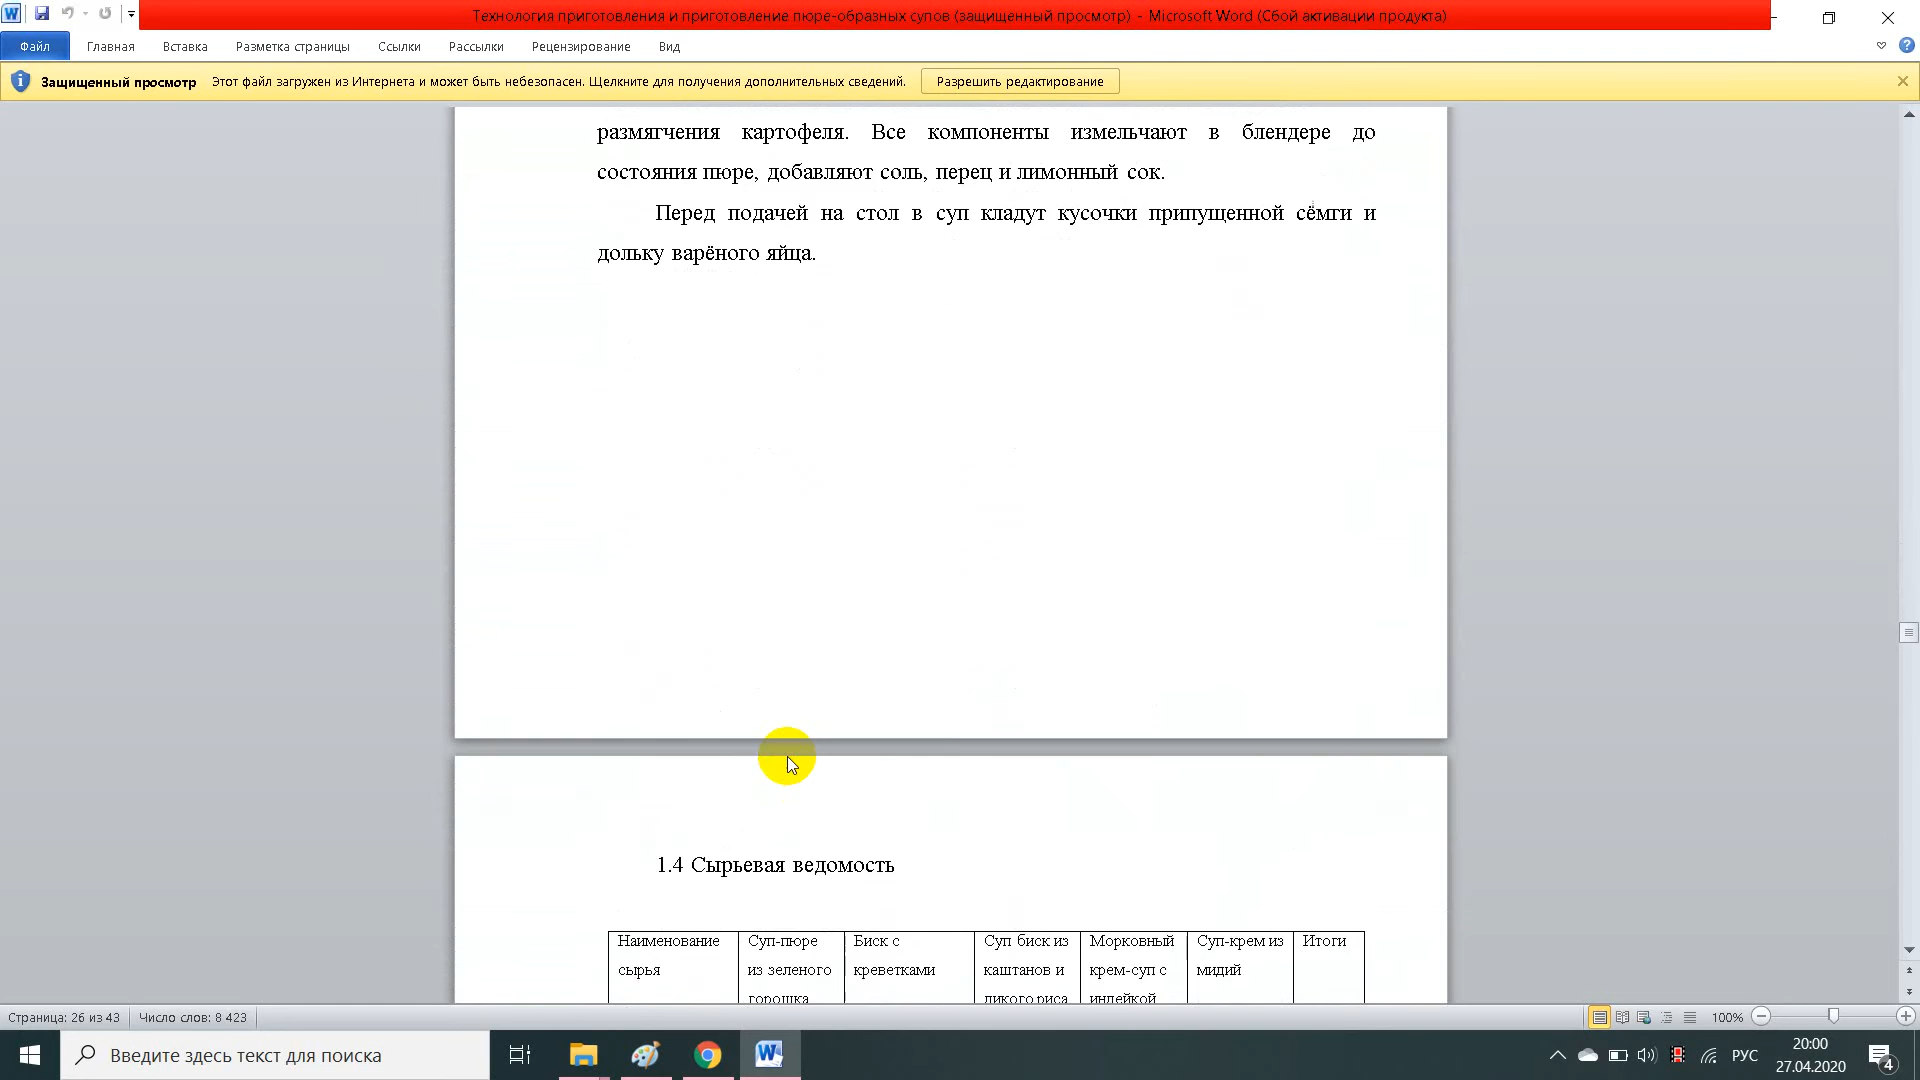 Технология приготовления и приготовление пюре-образных супов (защищенный просмотр) - Microsoft Word (Сбой активации продукта)
Файл Главная Вставка Разметка страницы Ссылки Рассылки Рецензирование Вид
Защищенный просмотр Этот файл загружен из Интернета и может быть небезопасен. Щелкните для получения дополнительных сведений. Разрешить редактирование
размягчения картофеля. Все компоненты измельчают в блендере до
состояния пюре, добавляют соль, перец и лимонный сок.
Перед подачей на стол в суп кладут кусочки припущенной сёмги и
дольку варёного яйца.
1.4 Сырьевая ведомость
Наименование Суп-пюре Биск с Суп биск из Морковный Суп-крем из Итоги
сырья из зеленого креветками каштанов и крем-суп с мидий
горошка дикого риса индейкой
Страница: 26 из 43 Число слов: 8 423 100%
Введите здесь текст для поиска РУС 20:00
27.04.2020 4